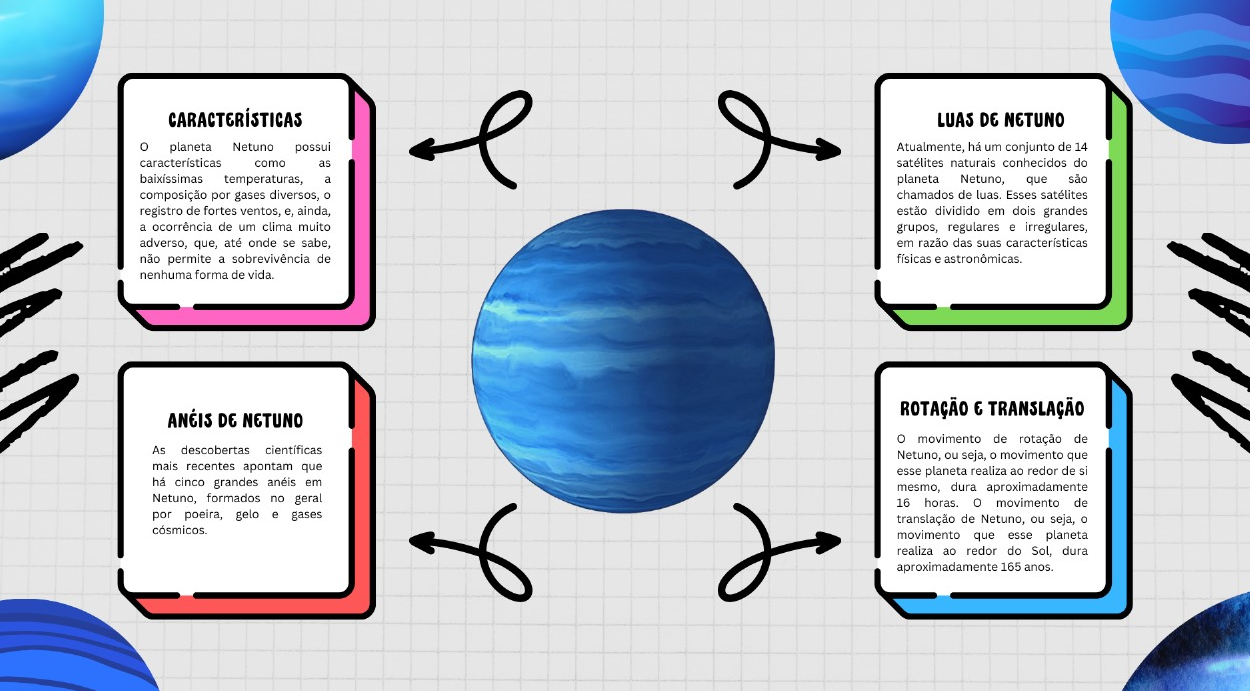 CARACTERÍSTICAS
O planeta Netuno possui
características como as
baixíssimas temperaturas, a
composição por gases diversos, o
registro de fortes ventos, e, ainda,
a ocorrência de um clima muito
adverso, que, até onde se sabe,
não permite a sobrevivência de
nenhuma forma de vida.
LUAS DE NETUNO
Atualmente, há um conjunto de 14
satélites naturais conhecidos do
planeta Netuno, que são
chamados de luas. Esses satélites
estão dividido em dois grandes
grupos, regulares e irregulares,
em razão das suas características
físicas e astronômicas.
ANÉIS DE NETUNO
As descobertas científicas
mais recentes apontam que
há cinco grandes anéis em
Netuno, formados no geral
por poeira, gelo e gases
cósmicos.
ROTAÇÃO E TRANSLAÇÃO
O movimento de rotação de
Netuno, ou seja, o movimento que
esse planeta realiza ao redor de si
mesmo, dura aproximadamente
16 horas. O movimento de
translação de Netuno, ou seja, o
movimento que esse planeta
realiza ao redor do Sol, dura
aproximadamente 165 anos.